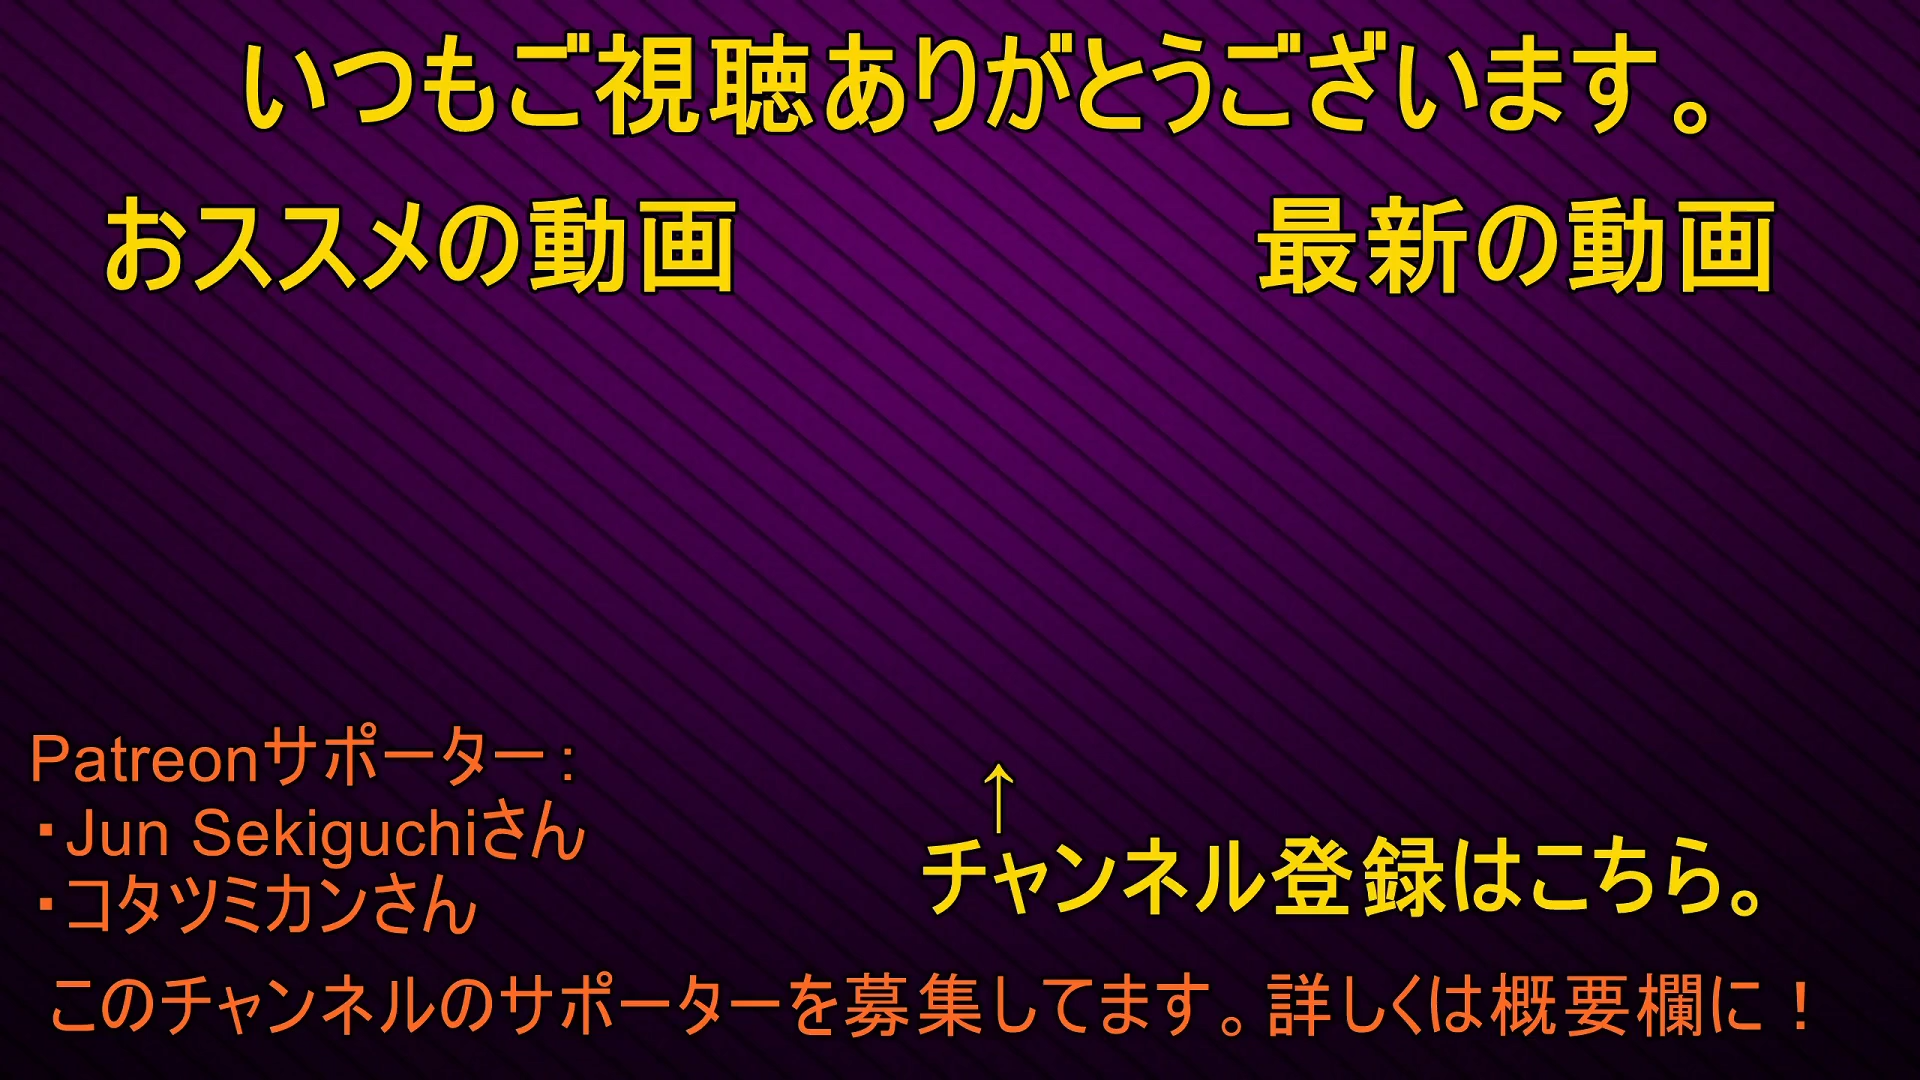 いつもご視聴ありがとうございます。
おススメの動画
最新の動画
Patreonサポーター：
・Jun Sekiguchiさん
・コタツミカンさん
↑
チャンネル登録はこちら。
このチャンネルのサポーターを募集してます。詳しくは概要欄に！